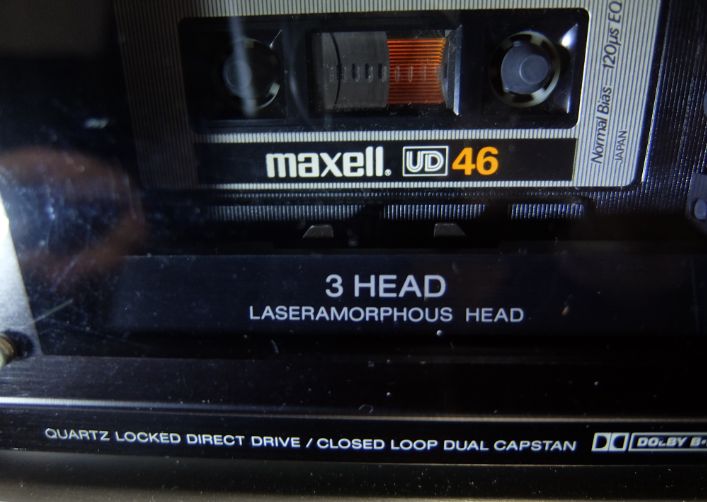 maxell. UD 46
Normal Bias 120μs EQ
JAPAN
3 HEAD
LASERAMORPHOUS HEAD
QUARTZ LOCKED DIRECT DRIVE / CLOSED LOOP DUAL CAPSTAN DOLBY B